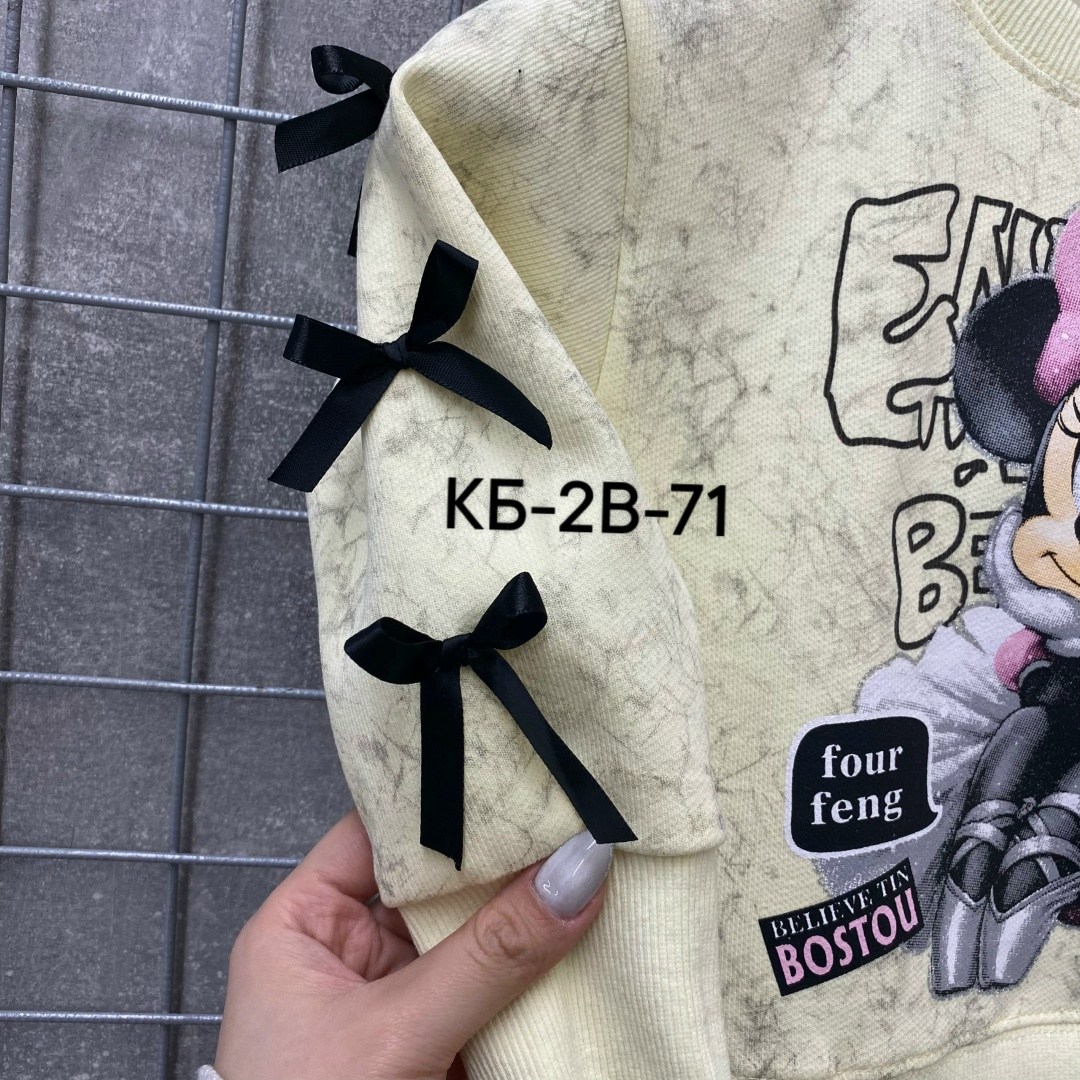 КБ-2В-71
four
feng
BELIEVE TIN
BOSTOU